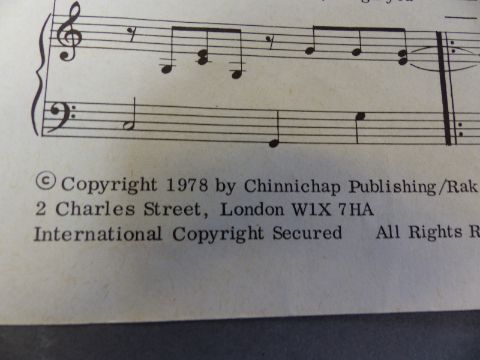 © Copyright 1978 by Chinnichap Publishing/Rak
2 Charles Street, London W1X 7HA
International Copyright Secured All Rights R